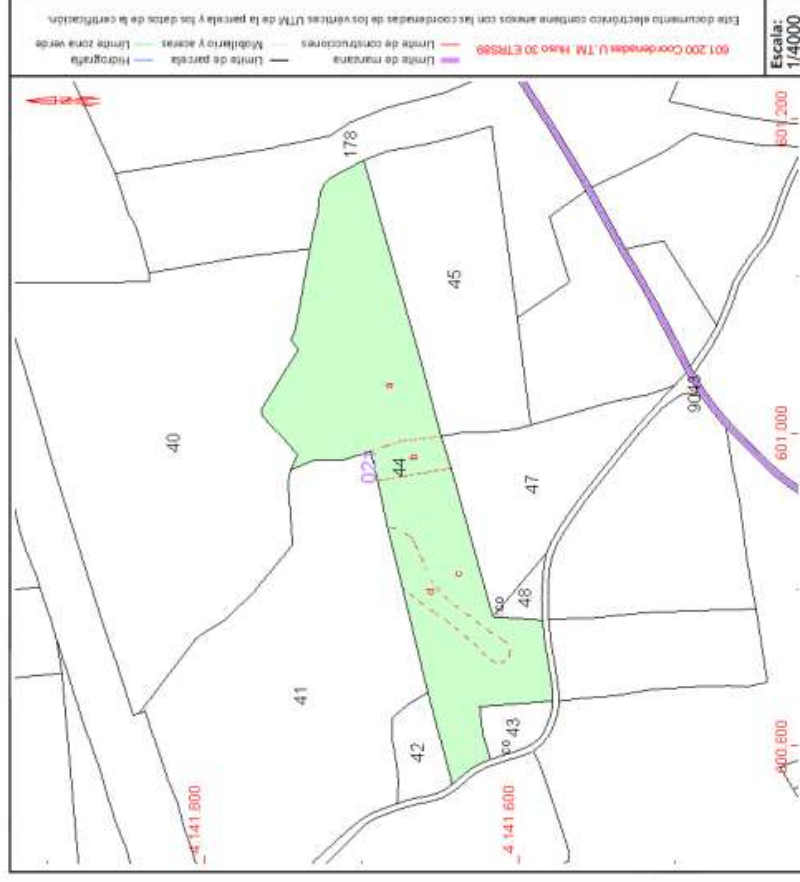 Este documento electrónico contiene anexos con las coordenadas de los vértices UTM de la parcela y los datos de la certificación.
601.200 Coordenadas U.T.M. Huso 30 ETRS89
Límite de manzana
Límite de construcciones
Límite de parcela
Mobiliario y aceras
Hidrografía
Límite zona verde
Escala:
1/4000
178
601.200
45
40
a
44
b
47
601.000
9043
c
d
co
48
41
42
co
43
4.141.800
4.141.600
600.800